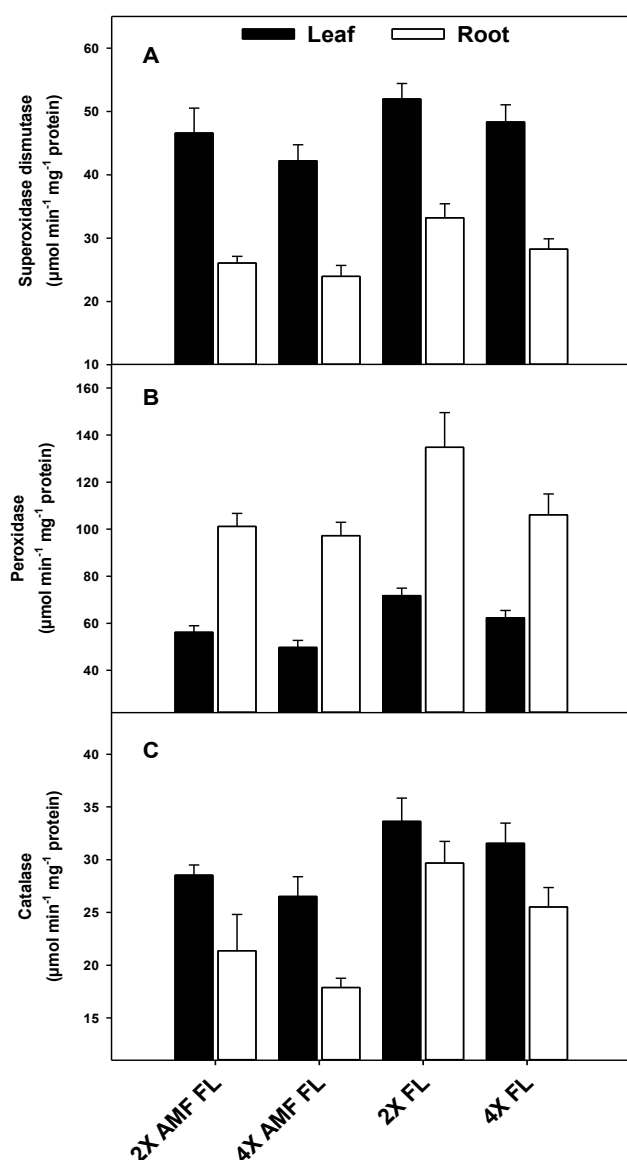 Leaf Root
A
Superoxidase dismutase
(µmol min-1 mg-1 protein)
60
50
40
30
20
10
B
Peroxidase
(µmol min-1 mg-1 protein)
160
140
120
100
80
60
40
C
Catalase
(µmol min-1 mg-1 protein)
40
35
30
25
20
15
2X AMF FL
4X AMF FL
2X FL
4X FL